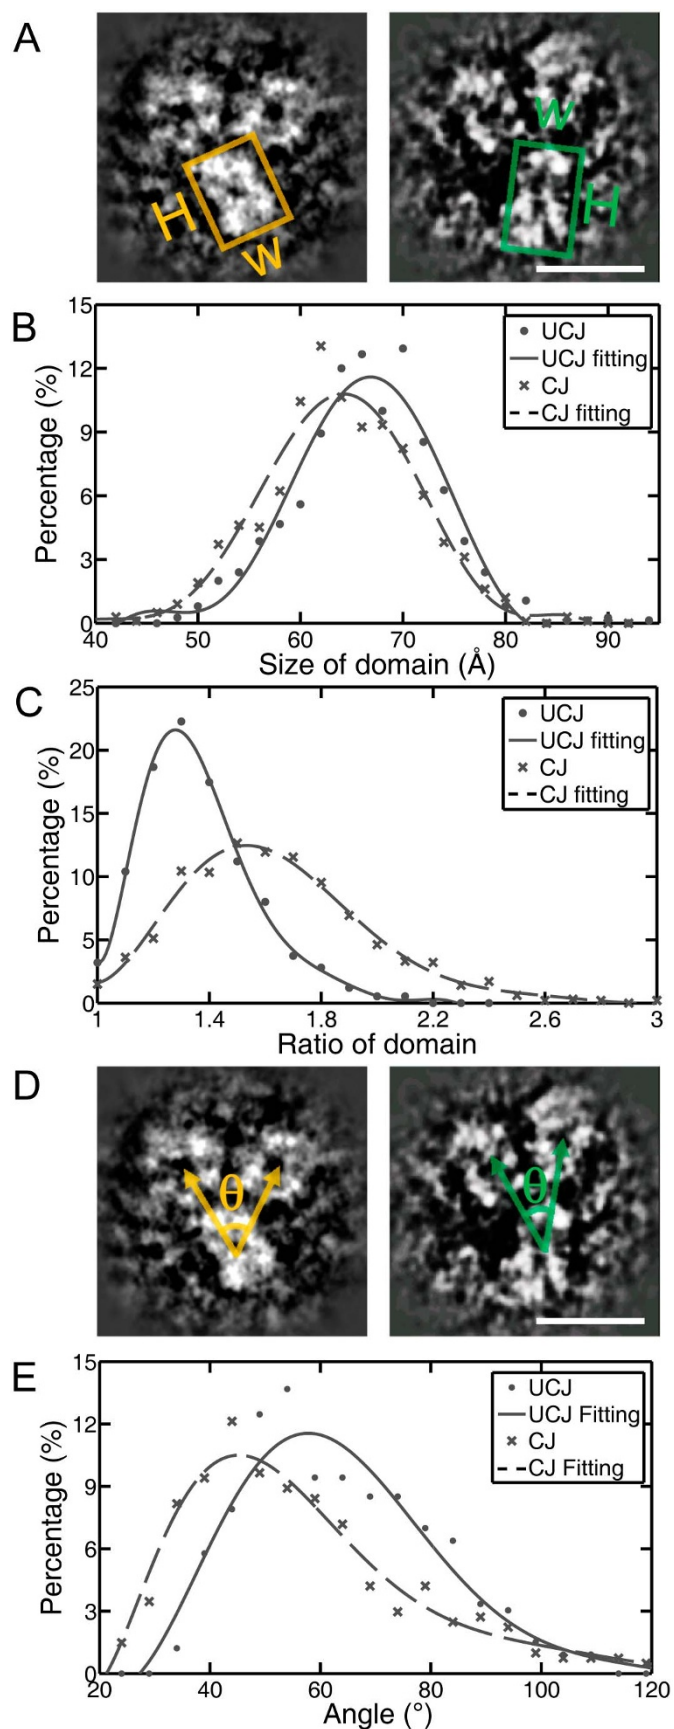 A
H
W
W
H
B
15
12
9
6
3
0
Percentage (%)
UCJ
UCJ fitting
CJ
CJ fitting
40 50 60 70 80 90
Size of domain (Å)
C
25
20
15
10
5
0
Percentage (%)
UCJ
UCJ fitting
CJ
CJ fitting
1 1.4 1.8 2.2 2.6 3
Ratio of domain
D
θ
θ
E
15
12
9
6
3
0
Percentage (%)
UCJ
UCJ Fitting
CJ
CJ Fitting
20 40 60 80 100 120
Angle (°)